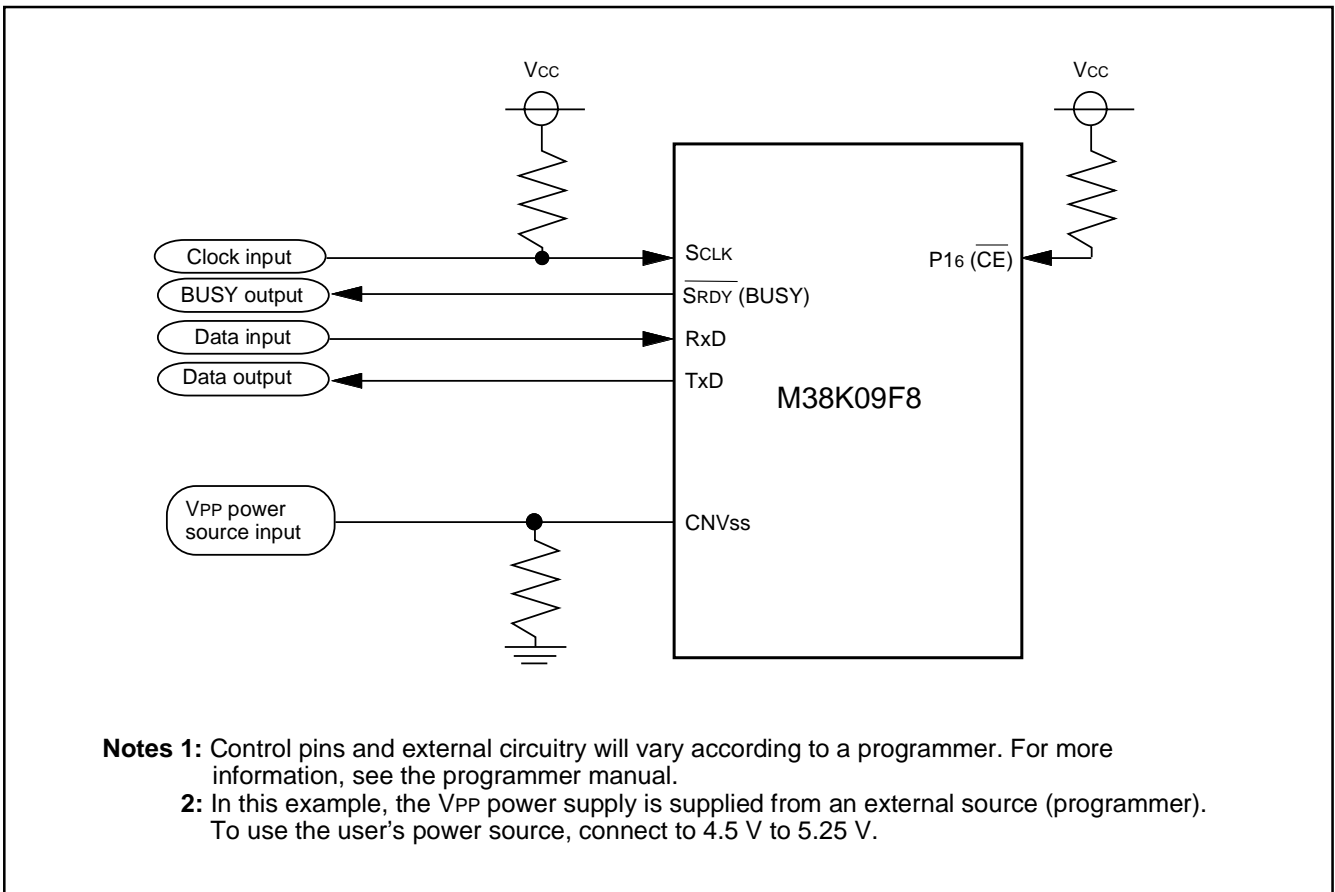 Vcc
Vcc
Clock input
SCLK
P16 (CE)
BUSY output
SRDY (BUSY)
Data input
RxD
Data output
TxD
M38K09F8
VPP power
source input
CNVss
Notes 1: Control pins and external circuitry will vary according to a programmer. For more
information, see the programmer manual.
2: In this example, the VPP power supply is supplied from an external source (programmer).
To use the user's power source, connect to 4.5 V to 5.25 V.